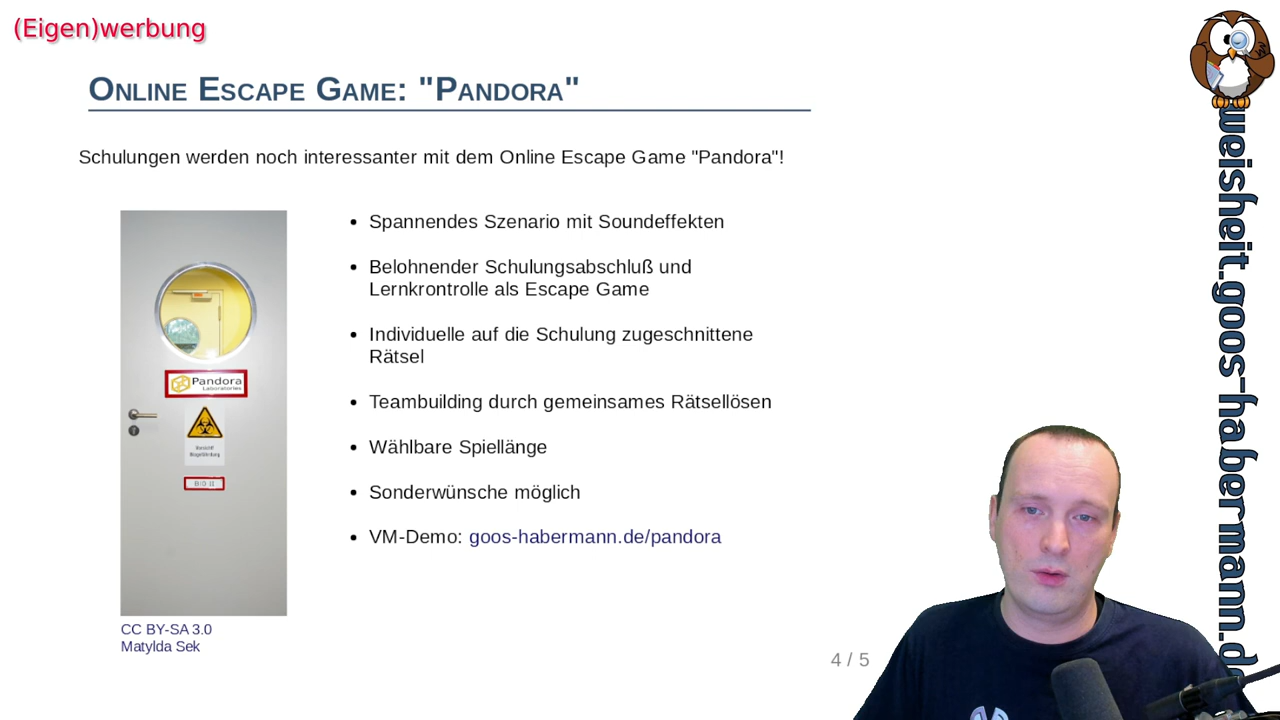 (Eigen)werbung
Online Escape Game: "Pandora"
Schulungen werden noch interessanter mit dem Online Escape Game "Pandora"!
Spannendes Szenario mit Soundeffekten
Belohnender Schulungsabschluß und
Lernkrontrolle als Escape Game
Individuelle auf die Schulung zugeschnittene
Rätsel
Teambuilding durch gemeinsames Rätsellösen
Wählbare Spiellänge
Sonderwünsche möglich
VM-Demo: goos-habermann.de/pandora
Pandora
Laboratories
BIO II
CC BY-SA 3.0
Matylda Sek
4 / 5
weisheit.goos-habermann.de